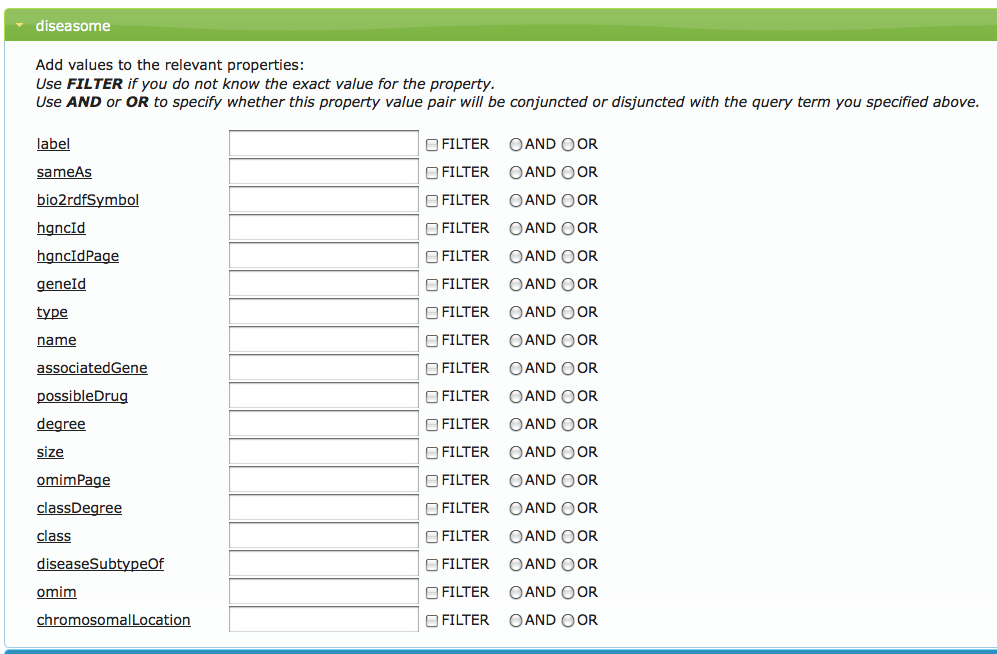 diseasome
Add values to the relevant properties:
Use FILTER if you do not know the exact value for the property.
Use AND or OR to specify whether this property value pair will be conjuncted or disjuncted with the query term you specified above.
label FILTER AND OR
sameAs FILTER AND OR
bio2rdfSymbol FILTER AND OR
hgncId FILTER AND OR
hgncIdPage FILTER AND OR
geneId FILTER AND OR
type FILTER AND OR
name FILTER AND OR
associatedGene FILTER AND OR
possibleDrug FILTER AND OR
degree FILTER AND OR
size FILTER AND OR
omimPage FILTER AND OR
classDegree FILTER AND OR
class FILTER AND OR
diseaseSubtypeOf FILTER AND OR
omim FILTER AND OR
chromosomalLocation FILTER AND OR